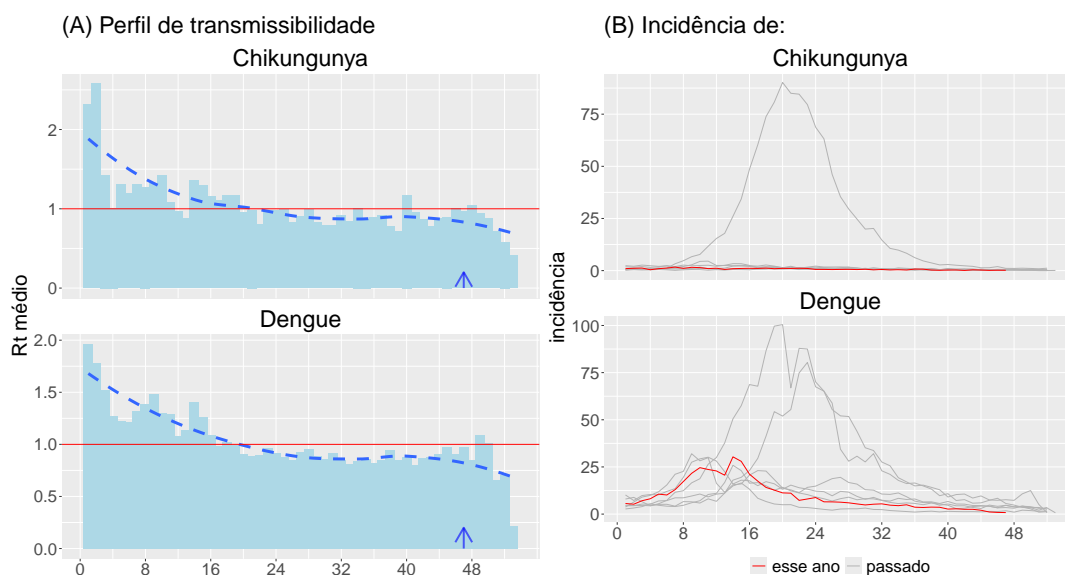 (A) Perfil de transmissibilidade
Chikungunya
2
1
0
Dengue
2.0
1.5
1.0
0.5
0.0
0 8 16 24 32 40 48
Rt médio
(B) Incidência de:
Chikungunya
75
50
25
0
Dengue
100
75
50
25
0
0 8 16 24 32 40 48
incidência
esse ano passado